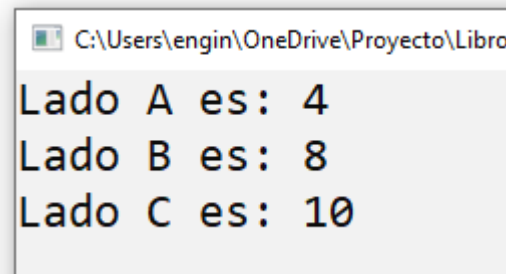 C:\Users\engin\OneDrive\Proyecto\Libro
Lado A es: 4
Lado B es: 8
Lado C es: 10